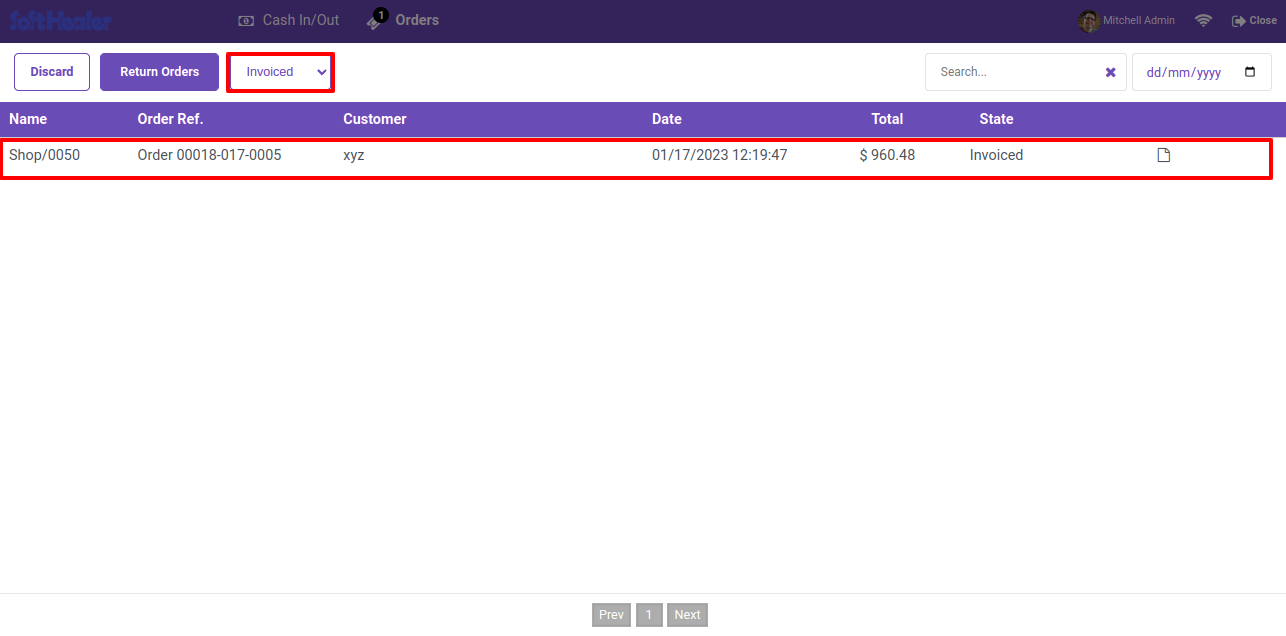 SoftHealer Cash In/Out 1 Orders Mitchell Admin Close
Discard Return Orders Invoiced Search... dd/mm/yyyy
Name Order Ref. Customer Date Total State
Shop/0050 Order 00018-017-0005 xyz 01/17/2023 12:19:47 $ 960.48 Invoiced
Prev 1 Next